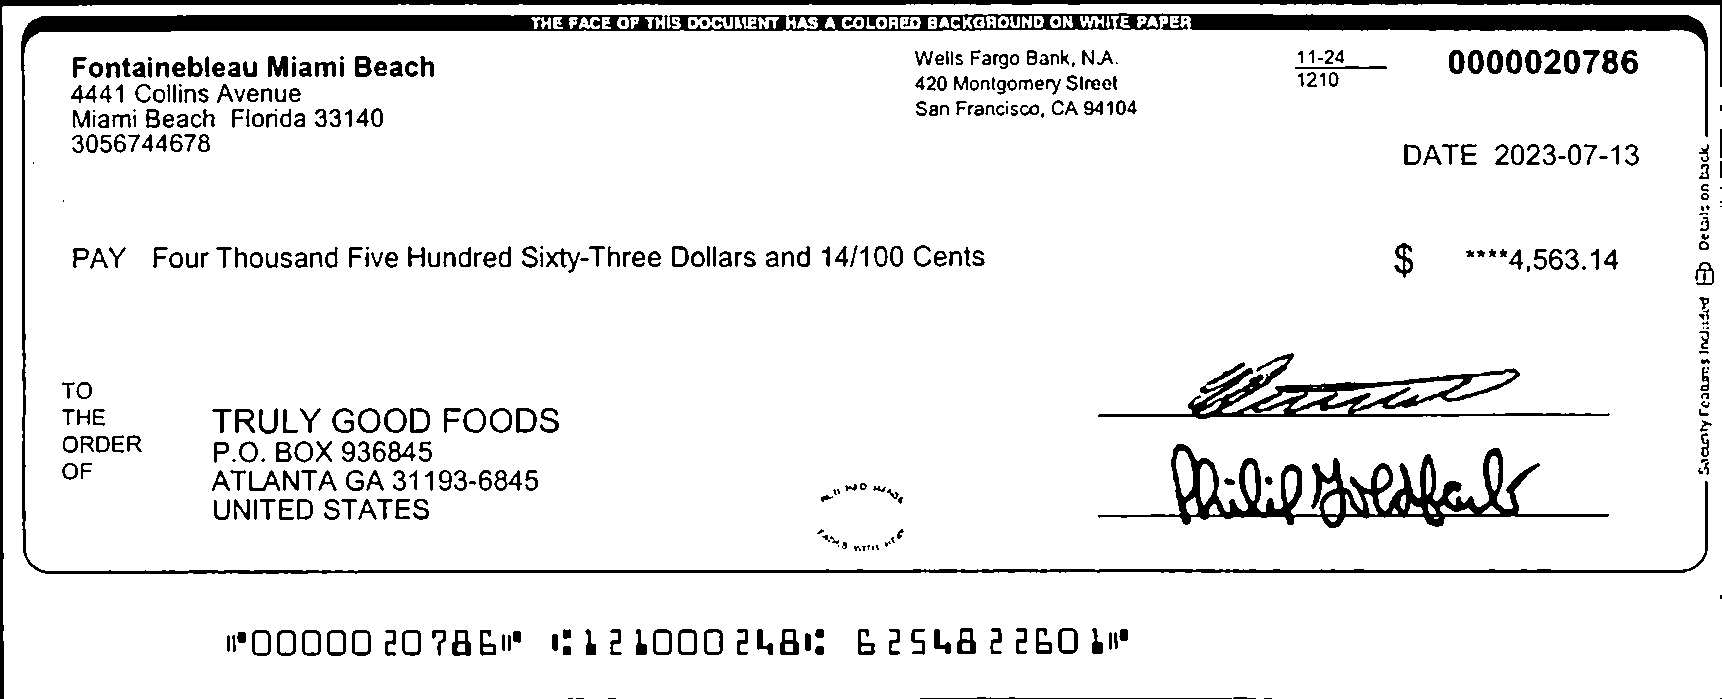 THE FACE OF THIS DOCUMENT HAS A COLORED BACKGROUND ON WHITE PAPER
Fontainebleau Miami Beach
4441 Collins Avenue
Miami Beach Florida 33140
3056744678
Wells Fargo Bank, N.A.
420 Montgomery Street
San Francisco, CA 94104
11-24
1210
0000020786
DATE 2023-07-13
PAY Four Thousand Five Hundred Sixty-Three Dollars and 14/100 Cents
$ ****4,563.14
TO
THE
ORDER
OF
TRULY GOOD FOODS
P.O. BOX 936845
ATLANTA GA 31193-6845
UNITED STATES
Philip Goldfarb
Security Features Included Details on back.
⑈0000020786⑈ ⑆121000248⑆ 6254822601⑈